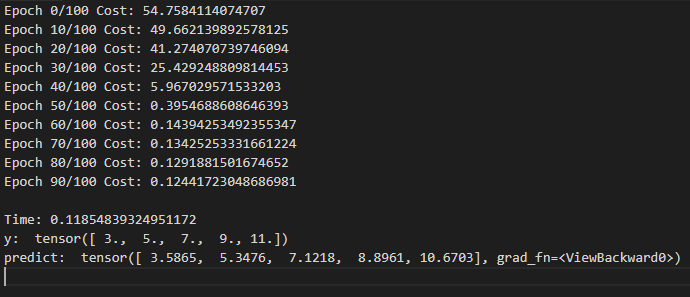 Epoch 0/100 Cost: 54.7584114074707
Epoch 10/100 Cost: 49.662139892578125
Epoch 20/100 Cost: 41.274070739746094
Epoch 30/100 Cost: 25.429248809814453
Epoch 40/100 Cost: 5.967029571533203
Epoch 50/100 Cost: 0.3954688608646393
Epoch 60/100 Cost: 0.14394253492355347
Epoch 70/100 Cost: 0.13425253331661224
Epoch 80/100 Cost: 0.1291881501674652
Epoch 90/100 Cost: 0.12441723048686981
Time: 0.11854839324951172
y:  tensor([ 3.,  5.,  7.,  9., 11.])
predict:  tensor([ 3.5865,  5.3476,  7.1218,  8.8961, 10.6703], grad_fn=<ViewBackward0>)